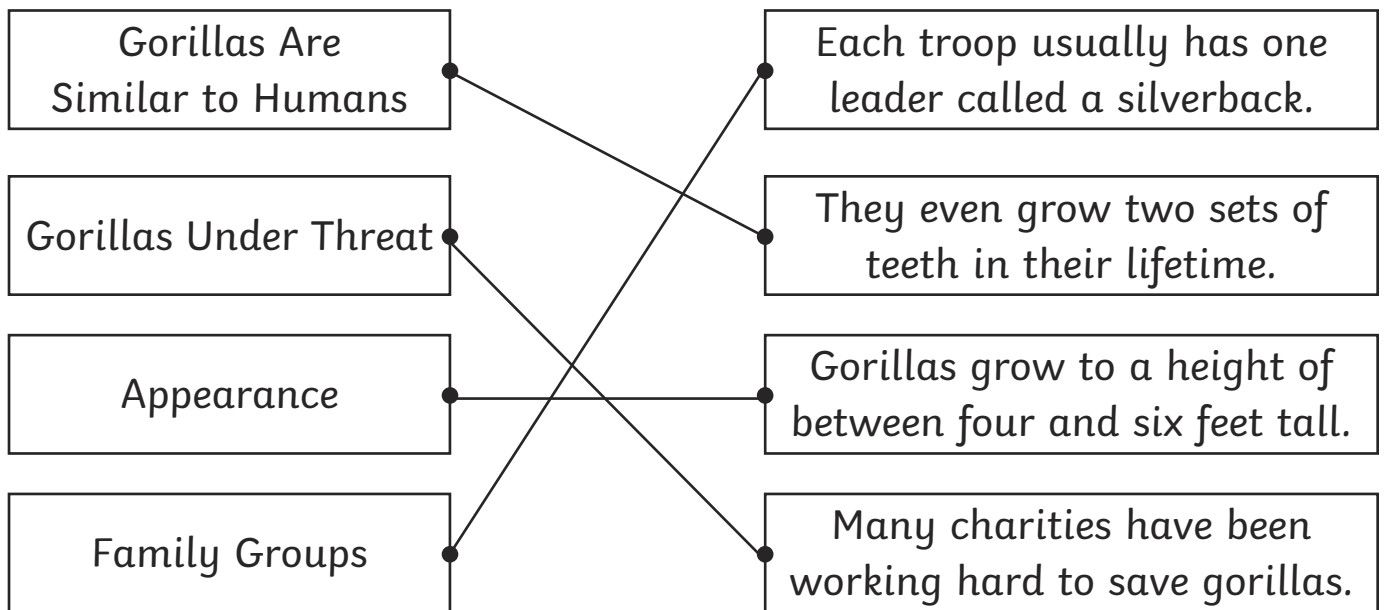 Gorillas Are
Similar to Humans
Each troop usually has one
leader called a silverback.
Gorillas Under Threat
They even grow two sets of
teeth in their lifetime.
Appearance
Gorillas grow to a height of
between four and six feet tall.
Family Groups
Many charities have been
working hard to save gorillas.